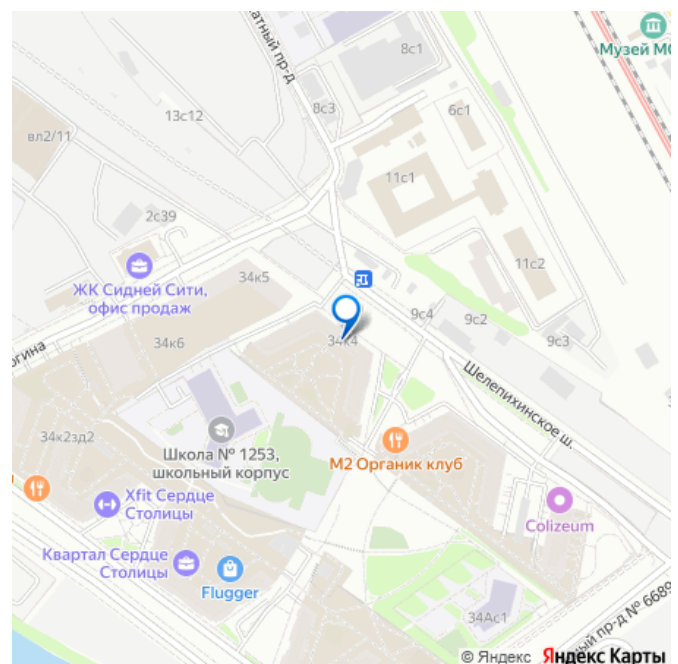 атный пр-д
8с1
Музей МС
8с3
6с1
13с12
вл2/11
11с1
2с39
11с2
ЖК Сидней Сити,
офис продаж
34к5
9с4
9с2
9с3
34к6
34к4
огина
Шелепихинское ш.
34к2зд2
Школа № 1253,
школьный корпус
М2 Органик клуб
Xfit Сердце
Столицы
Colizeum
Квартал Сердце
Столицы
Flugger
34Ас1
ный пр-д № 6689
© Яндекс Яндекс Карты